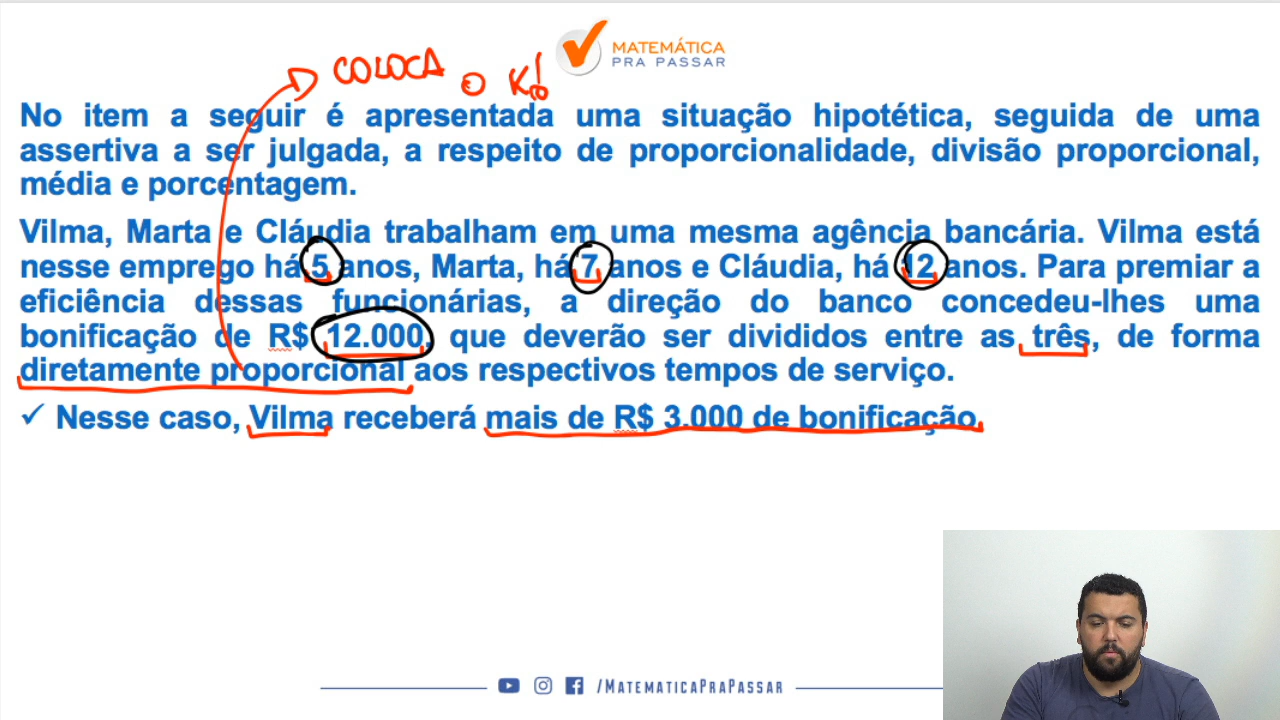 MATEMÁTICA
PRA PASSAR
COLOCA O K!
No item a seguir é apresentada uma situação hipotética, seguida de uma
assertiva a ser julgada, a respeito de proporcionalidade, divisão proporcional,
média e porcentagem.
Vilma, Marta e Cláudia trabalham em uma mesma agência bancária. Vilma está
nesse emprego há 5 anos, Marta, há 7 anos e Cláudia, há 12 anos. Para premiar a
eficiência dessas funcionárias, a direção do banco concedeu-lhes uma
bonificação de R$ 12.000, que deverão ser divididos entre as três, de forma
diretamente proporcional aos respectivos tempos de serviço.
✓ Nesse caso, Vilma receberá mais de R$ 3.000 de bonificação.
/MATEMATICAPRAPASSAR